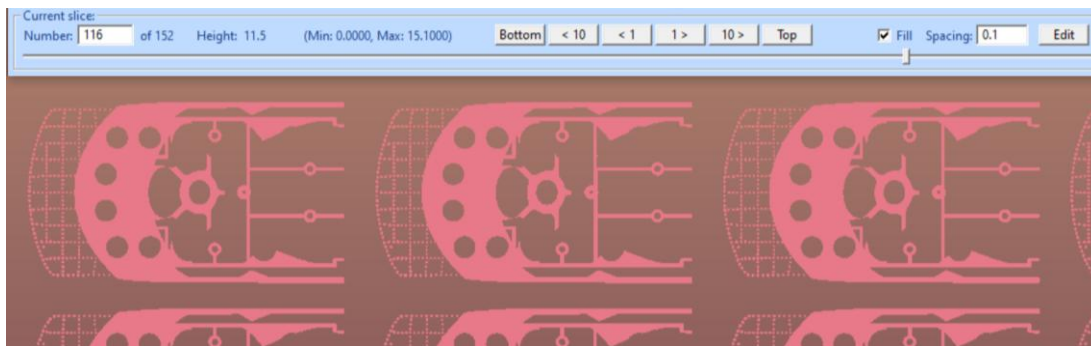 Current slice:
Number: 116 of 152 Height: 11.5 (Min: 0.0000, Max: 15.1000) Bottom < 10 < 1 1 > 10 > Top Fill Spacing: 0.1 Edit